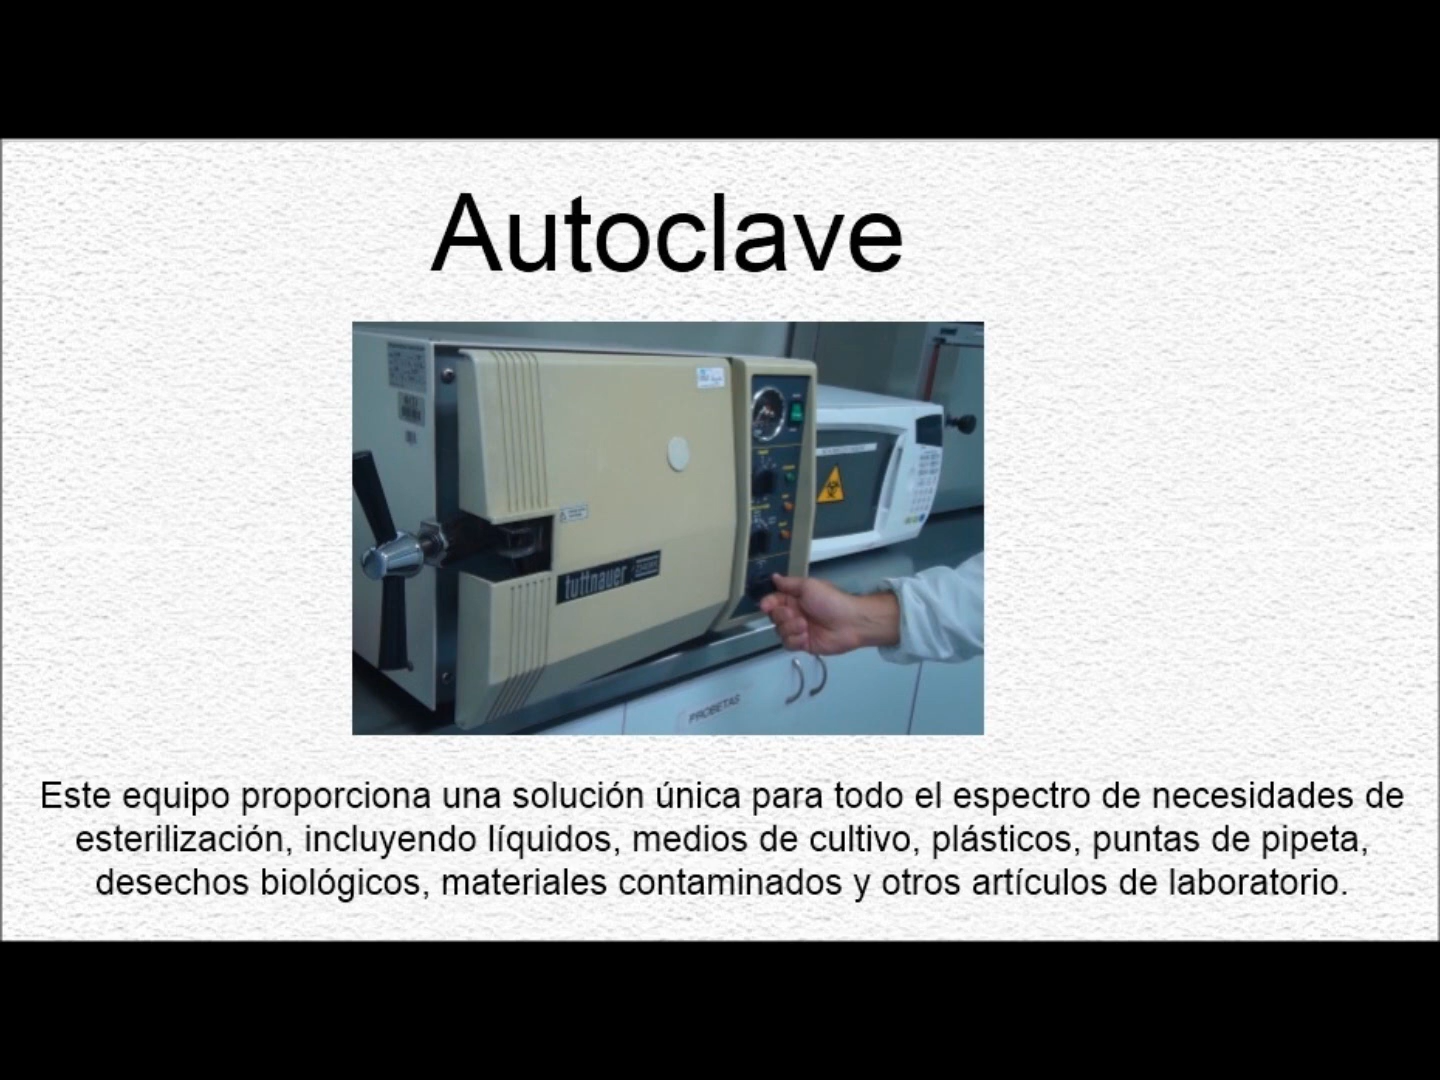 Autoclave
tuttnauer
PROBETAS
Este equipo proporciona una solución única para todo el espectro de necesidades de
esterilización, incluyendo líquidos, medios de cultivo, plásticos, puntas de pipeta,
desechos biológicos, materiales contaminados y otros artículos de laboratorio.